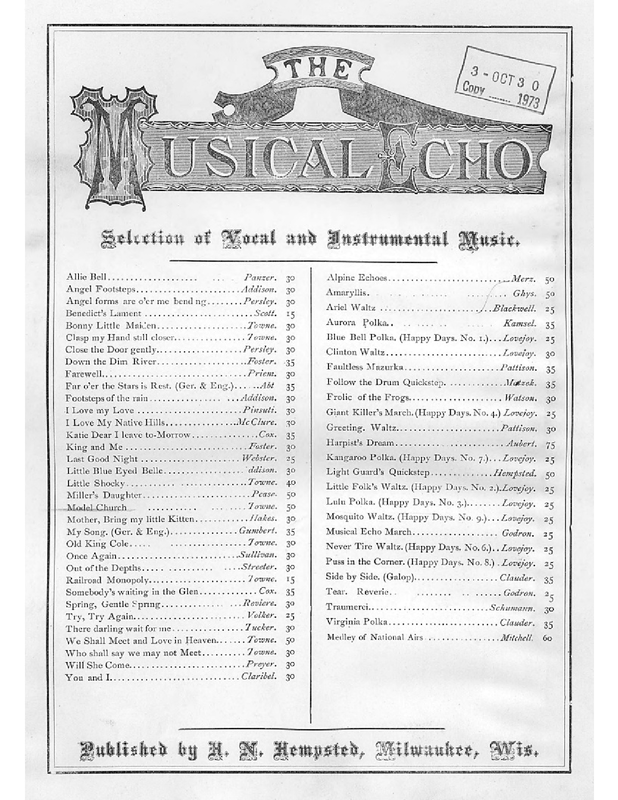 THE
3 - OCT 30
Copy 1973
MUSICAL ECHO
Selection of Vocal and Instrumental Music.
Allie Bell Panzer. 30
Angel Footsteps Addison. 30
Angel forms are o'er me bending Persley. 30
Benedict's Lament Scott. 15
Bonny Little Maiden Towne. 30
Clasp my Hand still closer Towne. 30
Close the Door gently Persley. 30
Down the Dim River Foster. 35
Farewell Priem. 30
Far o'er the Stars is Rest. (Ger. & Eng.) Abt 35
Footsteps of the rain Addison. 30
I Love my Love Pinsuti. 30
I Love My Native Hills McClure. 30
Katie Dear I leave to-Morrow Cox. 35
King and Me Foster. 30
Last Good Night Webster. 25
Little Blue Eyed Belle ddison. 30
Little Shocky Towne. 40
Miller's Daughter Pease. 50
Model Church Towne. 50
Mother, Bring my little Kitten Hakes. 30
My Song. (Ger. & Eng.) Gumbert. 35
Old King Cole Towne. 30
Once Again Sullivan. 30
Out of the Depths Streeter. 30
Railroad Monopoly Towne. 15
Somebody's waiting in the Glen Cox. 35
Spring, Gentle Spring Reviere. 30
Try, Try Again Volker. 25
There darling wait for me Tucker. 30
We Shall Meet and Love in Heaven Towne. 50
Who shall say we may not Meet Towne. 30
Will She Come Proyer. 30
You and I Claribel. 30
Alpine Echoes Merz. 50
Amaryllis Ghys. 50
Ariel Waltz Blackwell. 25
Aurora Polka Kamsel. 35
Blue Bell Polka. (Happy Days. No. 1.) Lovejoy. 25
Clinton Waltz Lovejoy. 30
Faultless Mazurka Pattison. 35
Follow the Drum Quickstep. Mozek. 35
Frolic of the Frogs Watson. 30
Giant Killer's March. (Happy Days. No. 4.) Lovejoy. 25
Greeting. Waltz Pattison. 30
Harpist's Dream Aubert. 75
Kangaroo Polka. (Happy Days. No. 7.) Lovejoy. 25
Light Guard's Quickstep Hempsted. 50
Little Folk's Waltz. (Happy Days. No. 2.) Lovejoy. 25
Lulu Polka. (Happy Days. No. 3.) Lovejoy. 25
Mosquito Waltz. (Happy Days. No. 9.) Lovejoy. 25
Musical Echo March Godron. 25
Never Tire Waltz. (Happy Days. No. 6.) Lovejoy. 25
Puss in the Corner. (Happy Days. No. 8.) Lovejoy. 25
Side by Side. (Galop) Clauder. 35
Tear. Reverie Godron. 25
Traumerei Schumann. 30
Virginia Polka Clauder. 35
Medley of National Airs Mitchell. 60
Published by H. N. Hempsted, Milwaukee, Wis.